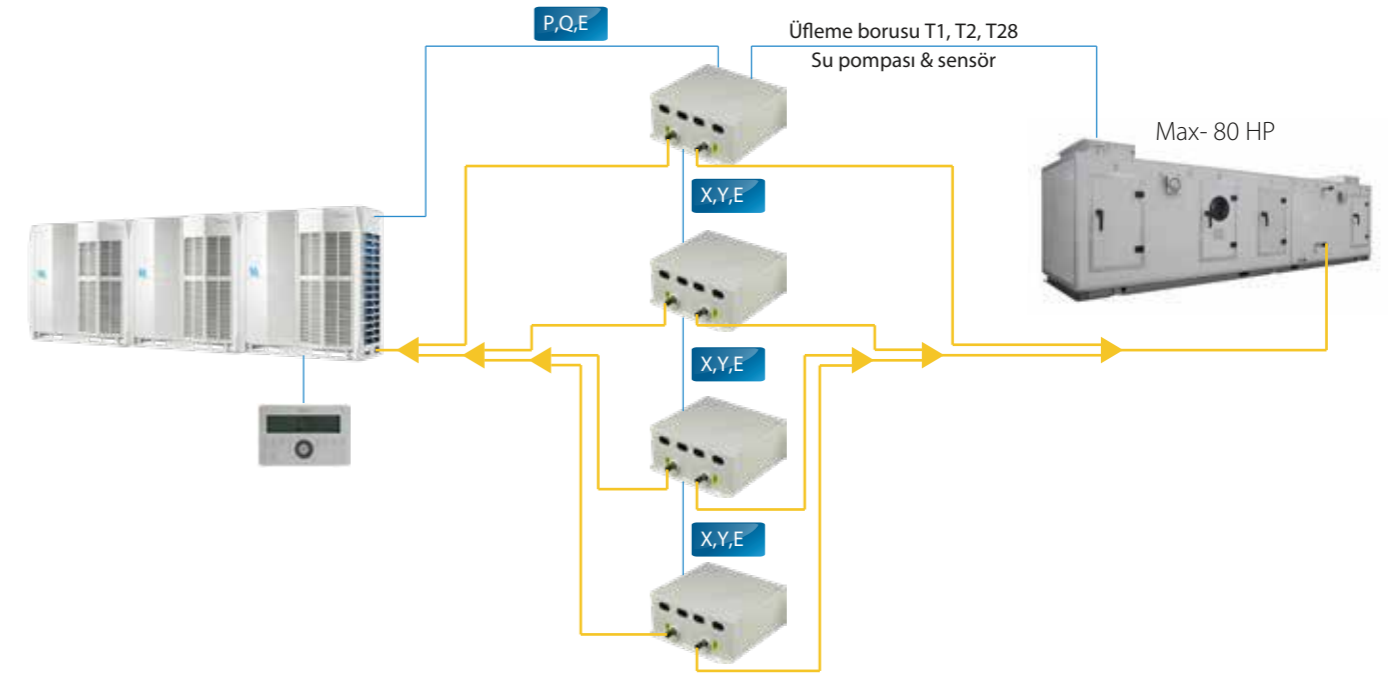 P,Q,E
Üfleme borusu T1, T2, T28
Su pompası & sensör
Max- 80 HP
X,Y,E
X,Y,E
X,Y,E